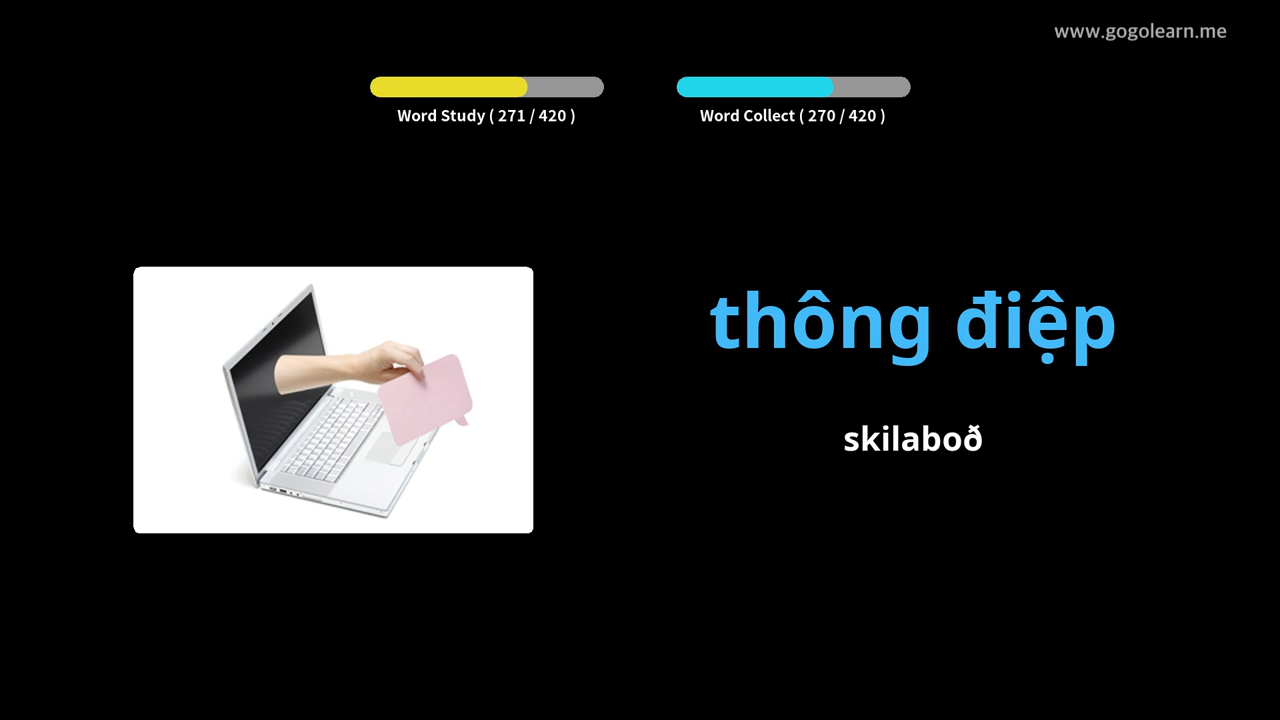 www.gogolearn.me
Word Study ( 271 / 420 )
Word Collect ( 270 / 420 )
thông điệp
skilaboð